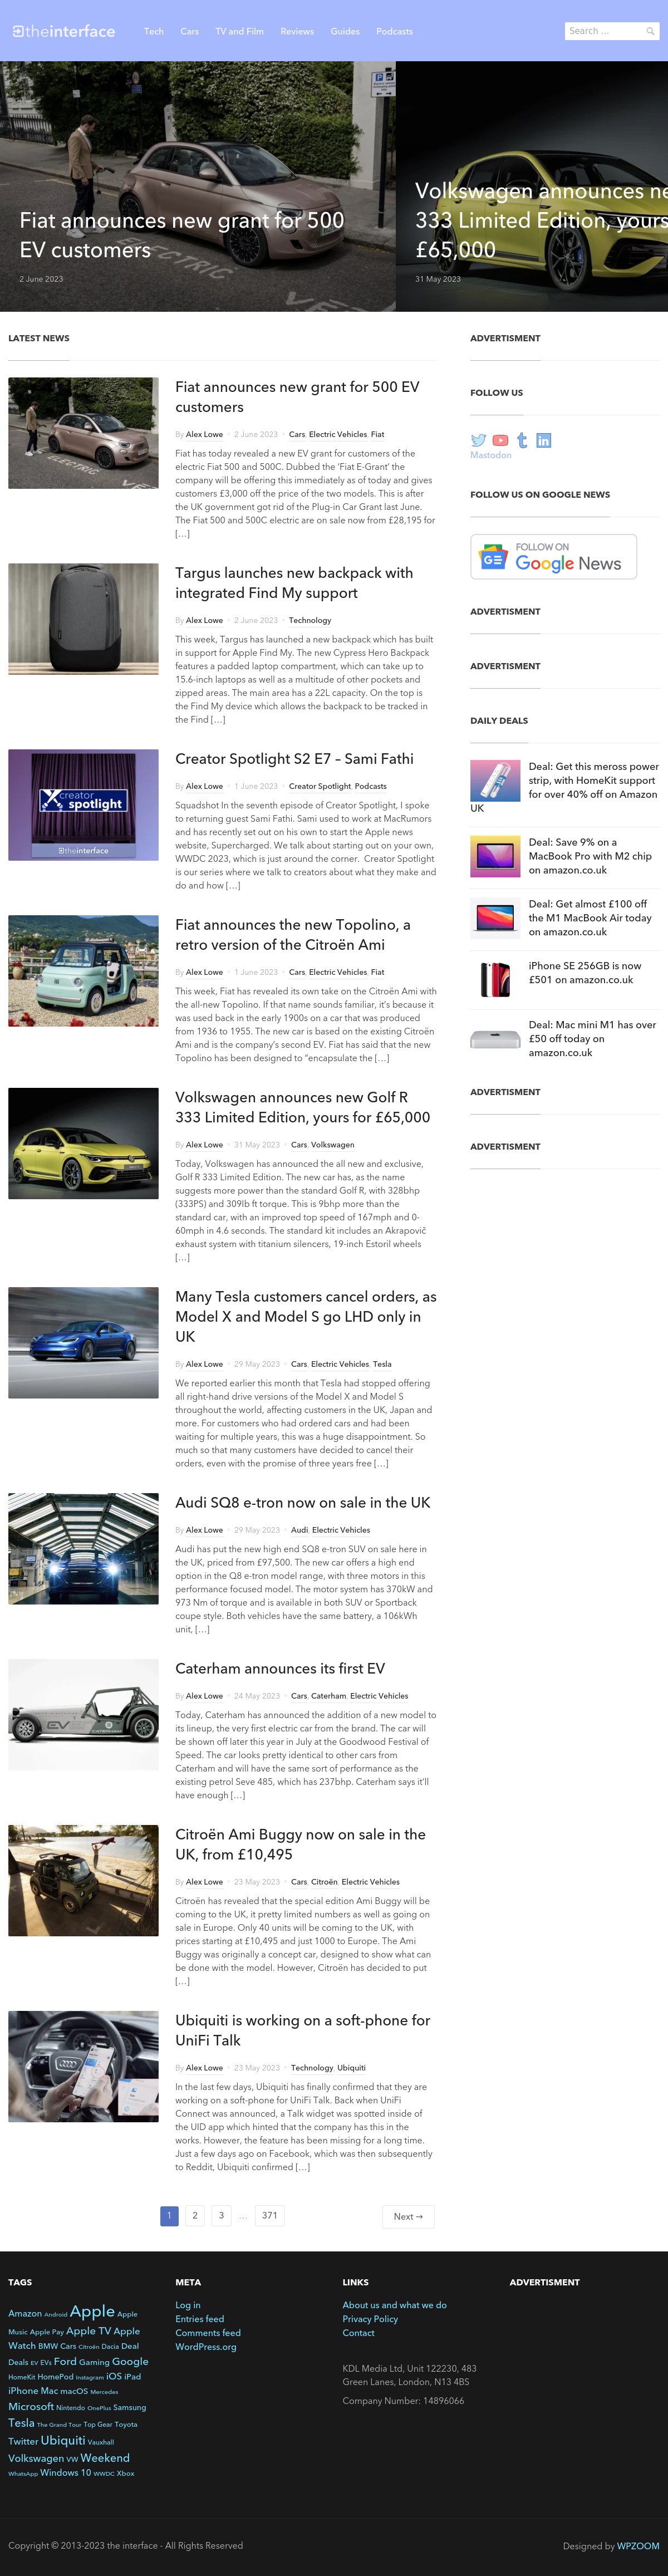 theinterface
Tech Cars TV and Film Reviews Guides Podcasts
Search ...
Fiat announces new grant for 500
EV customers
2 June 2023
Volkswagen announces ne
333 Limited Edition, yours
£65,000
31 May 2023
LATEST NEWS
Fiat announces new grant for 500 EV
customers
By Alex Lowe • 2 June 2023 • Cars, Electric Vehicles, Fiat
Fiat has today revealed a new EV grant for customers of the
electric Fiat 500 and 500C. Dubbed the ‘Fiat E-Grant’ the
company will be offering this immediately as of today and gives
customers £3,000 off the price of the two models. This is after
the UK government got rid of the Plug-in Car Grant last June.
The Fiat 500 and 500C electric are on sale now from £28,195 for
[…]
Targus launches new backpack with
integrated Find My support
By Alex Lowe • 2 June 2023 • Technology
This week, Targus has launched a new backpack which has built
in support for Apple Find My. The new Cypress Hero Backpack
features a padded laptop compartment, which can take up to
15.6-inch laptops as well as a multitude of other pockets and
zipped areas. The main area has a 22L capacity. On the top is
the Find My device which allows the backpack to be tracked in
the Find […]
creator
spotlight
theinterface
Creator Spotlight S2 E7 – Sami Fathi
By Alex Lowe • 1 June 2023 • Creator Spotlight, Podcasts
Squadshot In the seventh episode of Creator Spotlight, I spoke
to returning guest Sami Fathi. Sami used to work at MacRumors
and has recently set out on his own to start the Apple news
website, Supercharged. We talk about starting out on your own,
WWDC 2023, which is just around the corner.  Creator Spotlight
is our series where we talk to creators about what they make and
do and how […]
Fiat announces the new Topolino, a
retro version of the Citroën Ami
By Alex Lowe • 1 June 2023 • Cars, Electric Vehicles, Fiat
This week, Fiat has revealed its own take on the Citroën Ami with
the all-new Topolino. If that name sounds familiar, it’s because it
was used back in the early 1900s on a car that was produced
from 1936 to 1955. The new car is based on the existing Citroën
Ami and is the company’s second EV. Fiat has said that the new
Topolino has been designed to “encapsulate the […]
Volkswagen announces new Golf R
333 Limited Edition, yours for £65,000
By Alex Lowe • 31 May 2023 • Cars, Volkswagen
Today, Volkswagen has announced the all new and exclusive,
Golf R 333 Limited Edition. The new car has, as the name
suggests more power than the standard Golf R, with 328bhp
(333PS) and 309lb ft torque. This is 9bhp more than the
standard car, with an improved top speed of 167mph and 0-
60mph in 4.6 seconds. The standard kit includes an Akrapovič
exhaust system with titanium silencers, 19-inch Estoril wheels
[…]
Many Tesla customers cancel orders, as
Model X and Model S go LHD only in
UK
By Alex Lowe • 29 May 2023 • Cars, Electric Vehicles, Tesla
We reported earlier this month that Tesla had stopped offering
all right-hand drive versions of the Model X and Model S
throughout the world, affecting customers in the UK, Japan and
more. For customers who had ordered cars and had been
waiting for multiple years, this was a huge disappointment. So
much so that many customers have decided to cancel their
orders, even with the promise of three years free […]
Audi SQ8 e-tron now on sale in the UK
By Alex Lowe • 29 May 2023 • Audi, Electric Vehicles
Audi has put the new high end SQ8 e-tron SUV on sale here in
the UK, priced from £97,500. The new car offers a high end
option in the Q8 e-tron model range, with three motors in this
performance focused model. The motor system has 370kW and
973 Nm of torque and is available in both SUV or Sportback
coupe style. Both vehicles have the same battery, a 106kWh
unit, […]
Caterham announces its first EV
By Alex Lowe • 24 May 2023 • Cars, Caterham, Electric Vehicles
Today, Caterham has announced the addition of a new model to
its lineup, the very first electric car from the brand. The car will
be shown off later this year in July at the Goodwood Festival of
Speed. The car looks pretty identical to other cars from
Caterham and will have the same sort of performance as the
existing petrol Seve 485, which has 237bhp. Caterham says it’ll
have enough […]
Citroën Ami Buggy now on sale in the
UK, from £10,495
By Alex Lowe • 23 May 2023 • Cars, Citroën, Electric Vehicles
Citroën has revealed that the special edition Ami Buggy will be
coming to the UK, it pretty limited numbers as well as widely
in Europe. Only 40 units will be coming to the UK, with
prices starting at £10,495 and just 1000 to Europe. The Ami
Buggy was originally a concept car, designed to show what can
be done with the model. However, Citroën has decided to put
[…]
Ubiquiti is working on a soft-phone for
UniFi Talk
By Alex Lowe • 23 May 2023 • Technology, Ubiquiti
In the last few days, Ubiquiti has finally confirmed that they are
working on a soft-phone for UniFi Talk. Back when UniFi
Connect was announced, a Talk widget was spotted inside of
the UID app which hinted that the company has this in the
works. However, the feature has been missing for a long time.
Just a few days ago on Facebook, which was then subsequently
to Reddit, Ubiquiti confirmed […]
1 2 3 … 371 Next →
ADVERTISMENT
FOLLOW US
Mastodon
FOLLOW US ON GOOGLE NEWS
FOLLOW ON
Google News
ADVERTISMENT
ADVERTISMENT
DAILY DEALS
Deal: Get this meross power
strip, with HomeKit support
for over 40% off on Amazon
UK
Deal: Save 9% on a
MacBook Pro with M2 chip
on amazon.co.uk
Deal: Get almost £100 off
the M1 MacBook Air today
on amazon.co.uk
iPhone SE 256GB is now
£501 on amazon.co.uk
Deal: Mac mini M1 has over
£50 off today on
amazon.co.uk
ADVERTISMENT
ADVERTISMENT
TAGS
Amazon Android Apple Apple
Music Apple Pay Apple TV Apple
Watch BMW Cars Citroën Dacia Deal
Deals EV EVs Ford Gaming Google
HomeKit HomePod Instagram iOS iPad
iPhone Mac macOS Mercedes
Microsoft Nintendo OnePlus Samsung
Tesla The Grand Tour Top Gear Toyota
Twitter Ubiquiti Vauxhall
Volkswagen VW Weekend
WhatsApp Windows 10 WWDC Xbox
META
Log in
Entries feed
Comments feed
WordPress.org
LINKS
About us and what we do
Privacy Policy
Contact
KDL Media Ltd, Unit 122230, 483
Green Lanes, London, N13 4BS
Company Number: 14896066
ADVERTISMENT
Copyright © 2013-2023 the interface - All Rights Reserved
Designed by WPZOOM